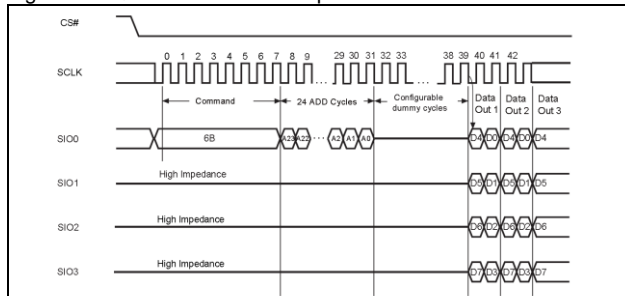 CS#
0 1 2 3 4 5 6 7 8 9 29 30 31 32 33 38 39 40 41 42
SCLK
... ...
Command 24 ADD Cycles Configurable dummy cycles Data Out 1 Data Out 2 Data Out 3
SIO0 6B A23 A22 ... A2 A1 A0 D4 D0 D4 D0 D4
High Impedance
SIO1 D5 D1 D5 D1 D5
High Impedance
SIO2 D6 D2 D6 D2 D6
High Impedance
SIO3 D7 D3 D7 D3 D7